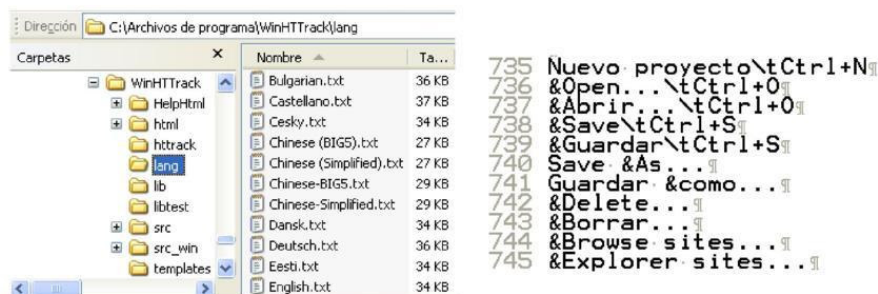 Dirección C:\Archivos de programa\WinHTTrack\lang
Carpetas
WinHTTrack
HelpHtml
html
httrack
lang
lib
libtest
src
src_win
templates
Nombre Ta...
Bulgarian.txt 36 KB
Castellano.txt 37 KB
Cesky.txt 34 KB
Chinese (BIG5).txt 27 KB
Chinese (Simplified).txt 27 KB
Chinese-BIG5.txt 29 KB
Chinese-Simplified.txt 29 KB
Dansk.txt 34 KB
Deutsch.txt 36 KB
Eesti.txt 34 KB
English.txt 34 KB
735 Nuevo proyecto\tCtrl+N¶
736 &Open...\tCtrl+O¶
737 &Abrir...\tCtrl+O¶
738 &Save\tCtrl+S¶
739 &Guardar\tCtrl+S¶
740 Save &As...¶
741 Guardar &como...¶
742 &Delete...¶
743 &Borrar...¶
744 &Browse sites...¶
745 &Explorer sites...¶